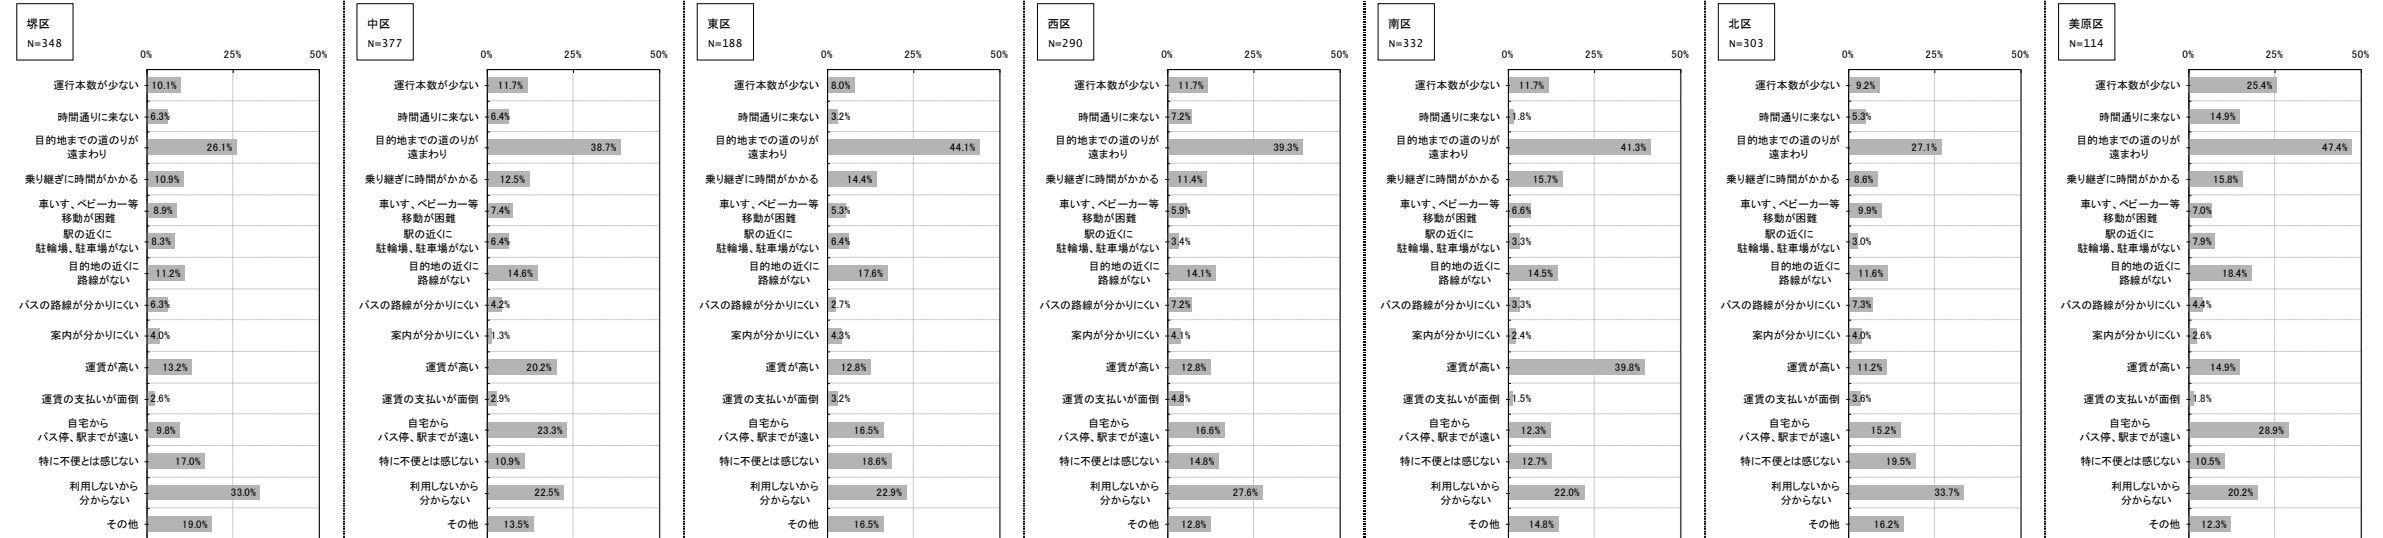 堺区
N=348
0% 25% 50%
運行本数が少ない 10.1%
時間通りに来ない 6.3%
目的地までの道のりが
遠まわり 26.1%
乗り継ぎに時間がかかる 10.9%
車いす、ベビーカー等
移動が困難 8.9%
駅の近くに
駐輪場、駐車場がない 8.3%
目的地の近くに
路線がない 11.2%
バスの路線が分かりにくい 6.3%
案内が分かりにくい 4.0%
運賃が高い 13.2%
運賃の支払いが面倒 2.6%
自宅から
バス停、駅までが遠い 9.8%
特に不便とは感じない 17.0%
利用しないから
分からない 33.0%
その他 19.0%
中区
N=377
0% 25% 50%
運行本数が少ない 11.7%
時間通りに来ない 6.4%
目的地までの道のりが
遠まわり 38.7%
乗り継ぎに時間がかかる 12.5%
車いす、ベビーカー等
移動が困難 7.4%
駅の近くに
駐輪場、駐車場がない 6.4%
目的地の近くに
路線がない 14.6%
バスの路線が分かりにくい 4.2%
案内が分かりにくい 1.3%
運賃が高い 20.2%
運賃の支払いが面倒 2.9%
自宅から
バス停、駅までが遠い 23.3%
特に不便とは感じない 10.9%
利用しないから
分からない 22.5%
その他 13.5%
東区
N=188
0% 25% 50%
運行本数が少ない 8.0%
時間通りに来ない 3.2%
目的地までの道のりが
遠まわり 44.1%
乗り継ぎに時間がかかる 14.4%
車いす、ベビーカー等
移動が困難 5.3%
駅の近くに
駐輪場、駐車場がない 6.4%
目的地の近くに
路線がない 17.6%
バスの路線が分かりにくい 2.7%
案内が分かりにくい 4.3%
運賃が高い 12.8%
運賃の支払いが面倒 3.2%
自宅から
バス停、駅までが遠い 16.5%
特に不便とは感じない 18.6%
利用しないから
分からない 22.9%
その他 16.5%
西区
N=290
0% 25% 50%
運行本数が少ない 11.7%
時間通りに来ない 7.2%
目的地までの道のりが
遠まわり 39.3%
乗り継ぎに時間がかかる 11.4%
車いす、ベビーカー等
移動が困難 5.9%
駅の近くに
駐輪場、駐車場がない 3.4%
目的地の近くに
路線がない 14.1%
バスの路線が分かりにくい 7.2%
案内が分かりにくい 4.1%
運賃が高い 12.8%
運賃の支払いが面倒 4.8%
自宅から
バス停、駅までが遠い 16.6%
特に不便とは感じない 14.8%
利用しないから
分からない 27.6%
その他 12.8%
南区
N=332
0% 25% 50%
運行本数が少ない 11.7%
時間通りに来ない 1.8%
目的地までの道のりが
遠まわり 41.3%
乗り継ぎに時間がかかる 15.7%
車いす、ベビーカー等
移動が困難 6.6%
駅の近くに
駐輪場、駐車場がない 3.3%
目的地の近くに
路線がない 14.5%
バスの路線が分かりにくい 3.3%
案内が分かりにくい 2.4%
運賃が高い 39.8%
運賃の支払いが面倒 1.5%
自宅から
バス停、駅までが遠い 12.3%
特に不便とは感じない 12.7%
利用しないから
分からない 22.0%
その他 14.8%
北区
N=303
0% 25% 50%
運行本数が少ない 9.2%
時間通りに来ない 5.3%
目的地までの道のりが
遠まわり 27.1%
乗り継ぎに時間がかかる 8.6%
車いす、ベビーカー等
移動が困難 9.9%
駅の近くに
駐輪場、駐車場がない 3.0%
目的地の近くに
路線がない 11.6%
バスの路線が分かりにくい 7.3%
案内が分かりにくい 4.0%
運賃が高い 11.2%
運賃の支払いが面倒 3.6%
自宅から
バス停、駅までが遠い 15.2%
特に不便とは感じない 19.5%
利用しないから
分からない 33.7%
その他 16.2%
美原区
N=114
0% 25% 50%
運行本数が少ない 25.4%
時間通りに来ない 14.9%
目的地までの道のりが
遠まわり 47.4%
乗り継ぎに時間がかかる 15.8%
車いす、ベビーカー等
移動が困難 7.0%
駅の近くに
駐輪場、駐車場がない 7.9%
目的地の近くに
路線がない 18.4%
バスの路線が分かりにくい 4.4%
案内が分かりにくい 2.6%
運賃が高い 14.9%
運賃の支払いが面倒 1.8%
自宅から
バス停、駅までが遠い 28.9%
特に不便とは感じない 10.5%
利用しないから
分からない 20.2%
その他 12.3%